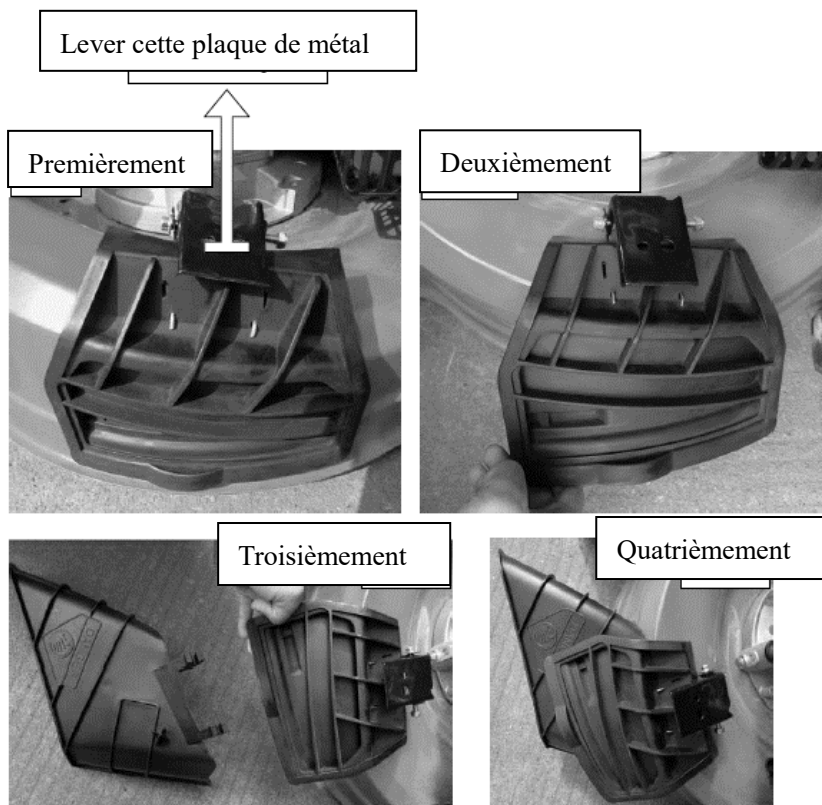 Lever cette plaque de métal
Premièrement
Deuxièmement
Troisièmement
Quatrièmement